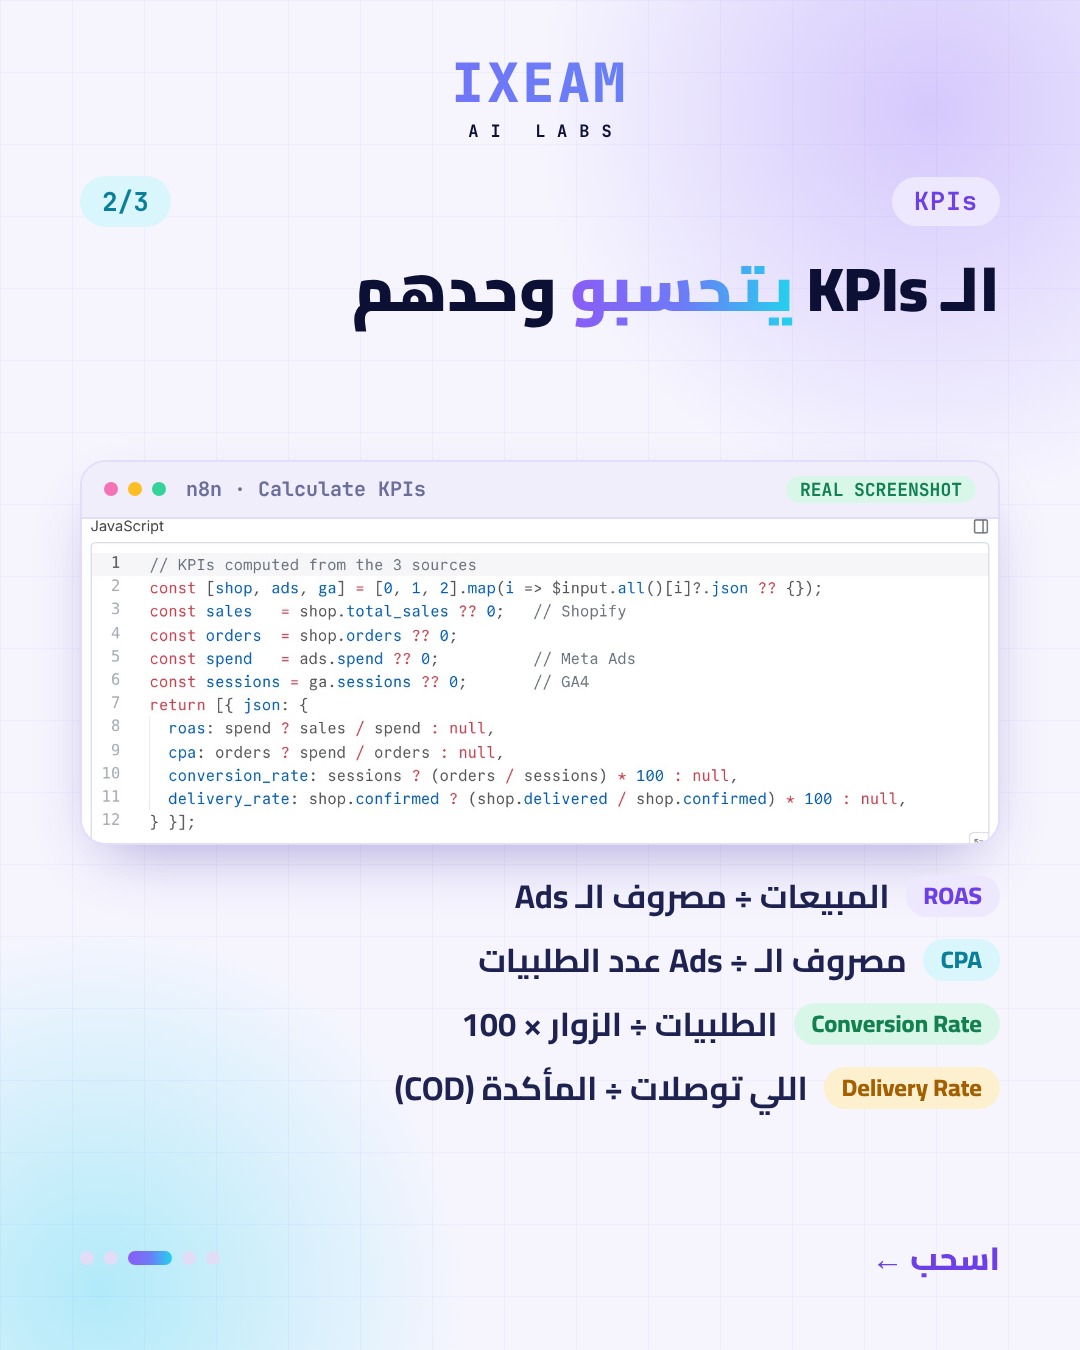 IXEAM
AI LABS
KPIs
2/3
الـ KPIs يتحسبو وحدهم
n8n · Calculate KPIs
REAL SCREENSHOT
JavaScript
1 // KPIs computed from the 3 sources
2 const [shop, ads, ga] = [0, 1, 2].map(i => $input.all()[i]?.json ?? {});
3 const sales   = shop.total_sales ?? 0;   // Shopify
4 const orders  = shop.orders ?? 0;
5 const spend   = ads.spend ?? 0;          // Meta Ads
6 const sessions = ga.sessions ?? 0;       // GA4
7 return [{ json: {
8   roas: spend ? sales / spend : null,
9   cpa: orders ? spend / orders : null,
10   conversion_rate: sessions ? (orders / sessions) * 100 : null,
11   delivery_rate: shop.confirmed ? (shop.delivered / shop.confirmed) * 100 : null,
12 } }];
ROAS المبيعات ÷ مصروف الـ Ads
CPA مصروف الـ Ads ÷ عدد الطلبيات
Conversion Rate الطلبيات ÷ الزوار × 100
Delivery Rate اللي توصلات ÷ المأكدة (COD)
اسحب ←